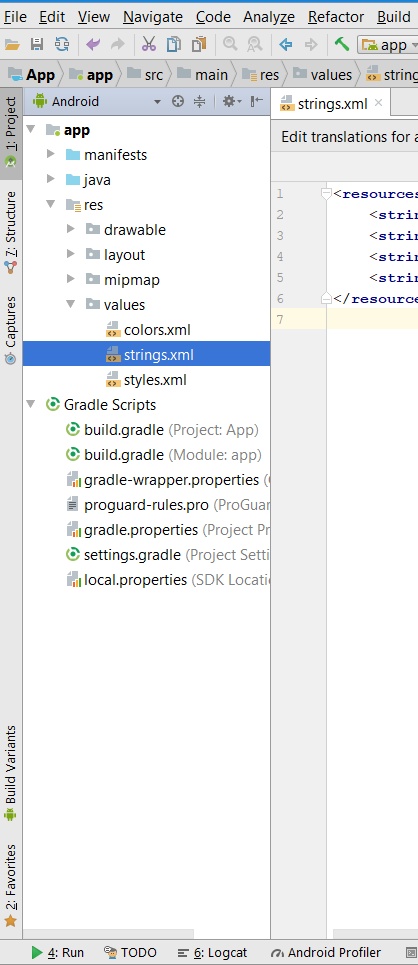 File Edit View Navigate Code Analyze Refactor Build
app
App app src main res values string
1: Project
Android
strings.xml
app
Edit translations for a
manifests
java
res
drawable
layout
mipmap
values
colors.xml
strings.xml
styles.xml
Gradle Scripts
build.gradle (Project: App)
build.gradle (Module: app)
gradle-wrapper.properties (
proguard-rules.pro (ProGuar
gradle.properties (Project Pr
settings.gradle (Project Setti
local.properties (SDK Locatio
1 <resources
2 <strin
3 <strin
4 <strin
5 <strin
6 </resource
7
7: Structure
Captures
Build Variants
2: Favorites
4: Run TODO 6: Logcat Android Profiler